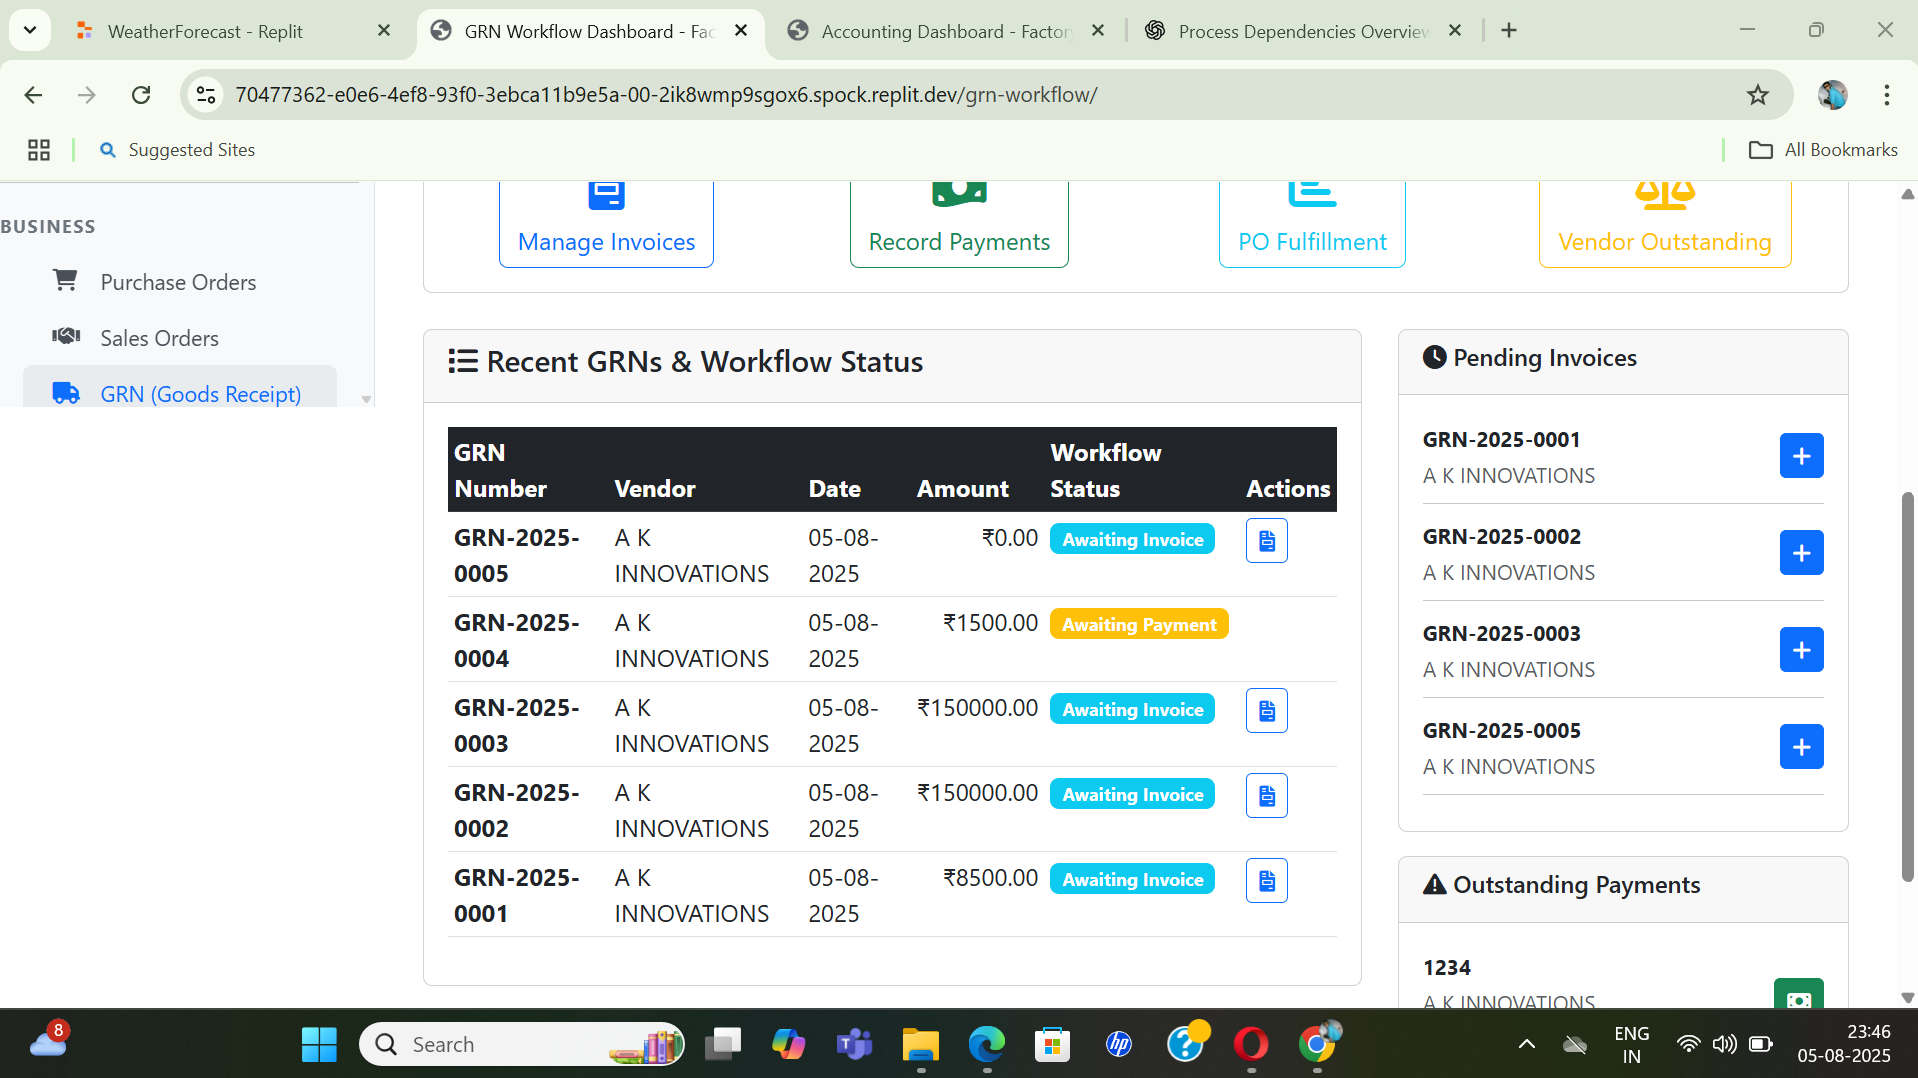 WeatherForecast - Replit
GRN Workflow Dashboard - Fac
Accounting Dashboard - Factory
Process Dependencies Overview
70477362-e0e6-4ef8-93f0-3ebca11b9e5a-00-2ik8wmp9sgox6.spock.replit.dev/grn-workflow/
Suggested Sites
All Bookmarks
BUSINESS
Purchase Orders
Sales Orders
GRN (Goods Receipt)
Manage Invoices
Record Payments
PO Fulfillment
Vendor Outstanding
Recent GRNs & Workflow Status
GRN Number Vendor Date Amount Workflow Status Actions
GRN-2025-0005 A K INNOVATIONS 05-08-2025 ₹0.00 Awaiting Invoice
GRN-2025-0004 A K INNOVATIONS 05-08-2025 ₹1500.00 Awaiting Payment
GRN-2025-0003 A K INNOVATIONS 05-08-2025 ₹150000.00 Awaiting Invoice
GRN-2025-0002 A K INNOVATIONS 05-08-2025 ₹150000.00 Awaiting Invoice
GRN-2025-0001 A K INNOVATIONS 05-08-2025 ₹8500.00 Awaiting Invoice
Pending Invoices
GRN-2025-0001
A K INNOVATIONS
GRN-2025-0002
A K INNOVATIONS
GRN-2025-0003
A K INNOVATIONS
GRN-2025-0005
A K INNOVATIONS
Outstanding Payments
1234
A K INNOVATIONS
8
Search
hp
ENG
IN
23:46
05-08-2025